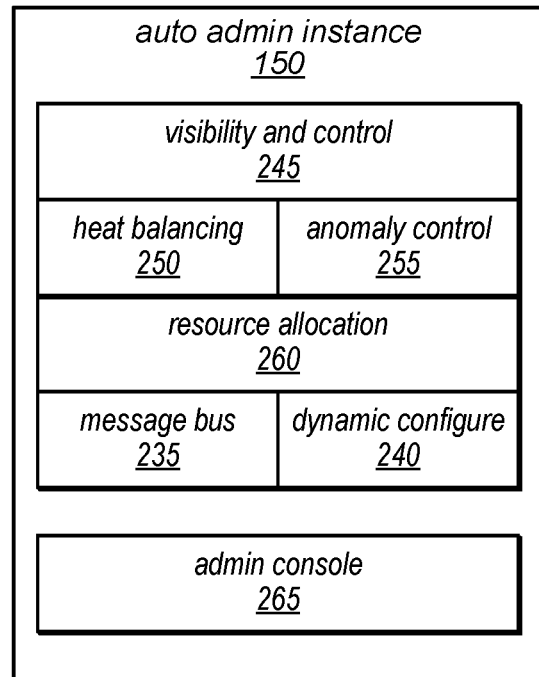 auto admin instance
150
visibility and control
245
heat balancing
250
anomaly control
255
resource allocation
260
message bus
235
dynamic configure
240
admin console
265